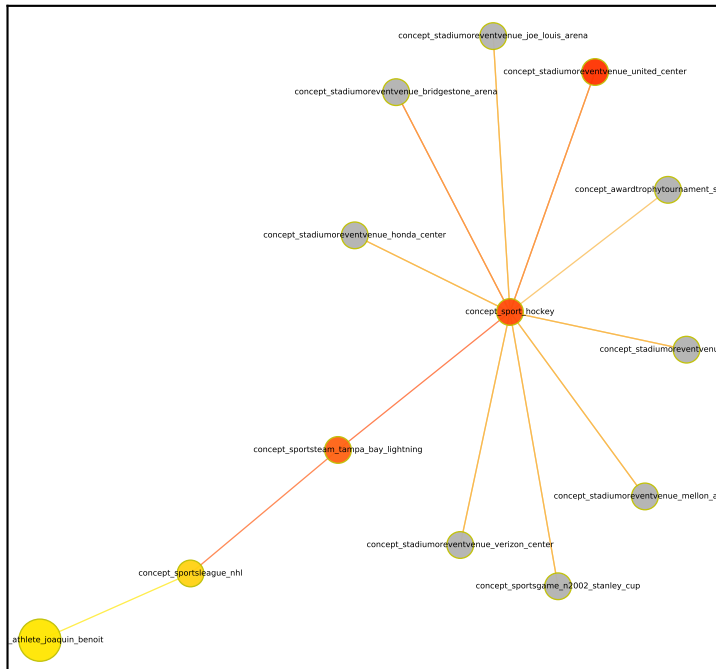 concept_stadiumoreventvenue_joe_louis_arena
concept_stadiumoreventvenue_united_center
concept_stadiumoreventvenue_bridgestone_arena
concept_awardtrophytournament_s
concept_stadiumoreventvenue_honda_center
concept_sport_hockey
concept_stadiumoreventvenu
concept_sportsteam_tampa_bay_lightning
concept_stadiumoreventvenue_mellon_a
concept_stadiumoreventvenue_verizon_center
concept_sportsleague_nhl
concept_sportsgame_n2002_stanley_cup
_athlete_joaquin_benoit